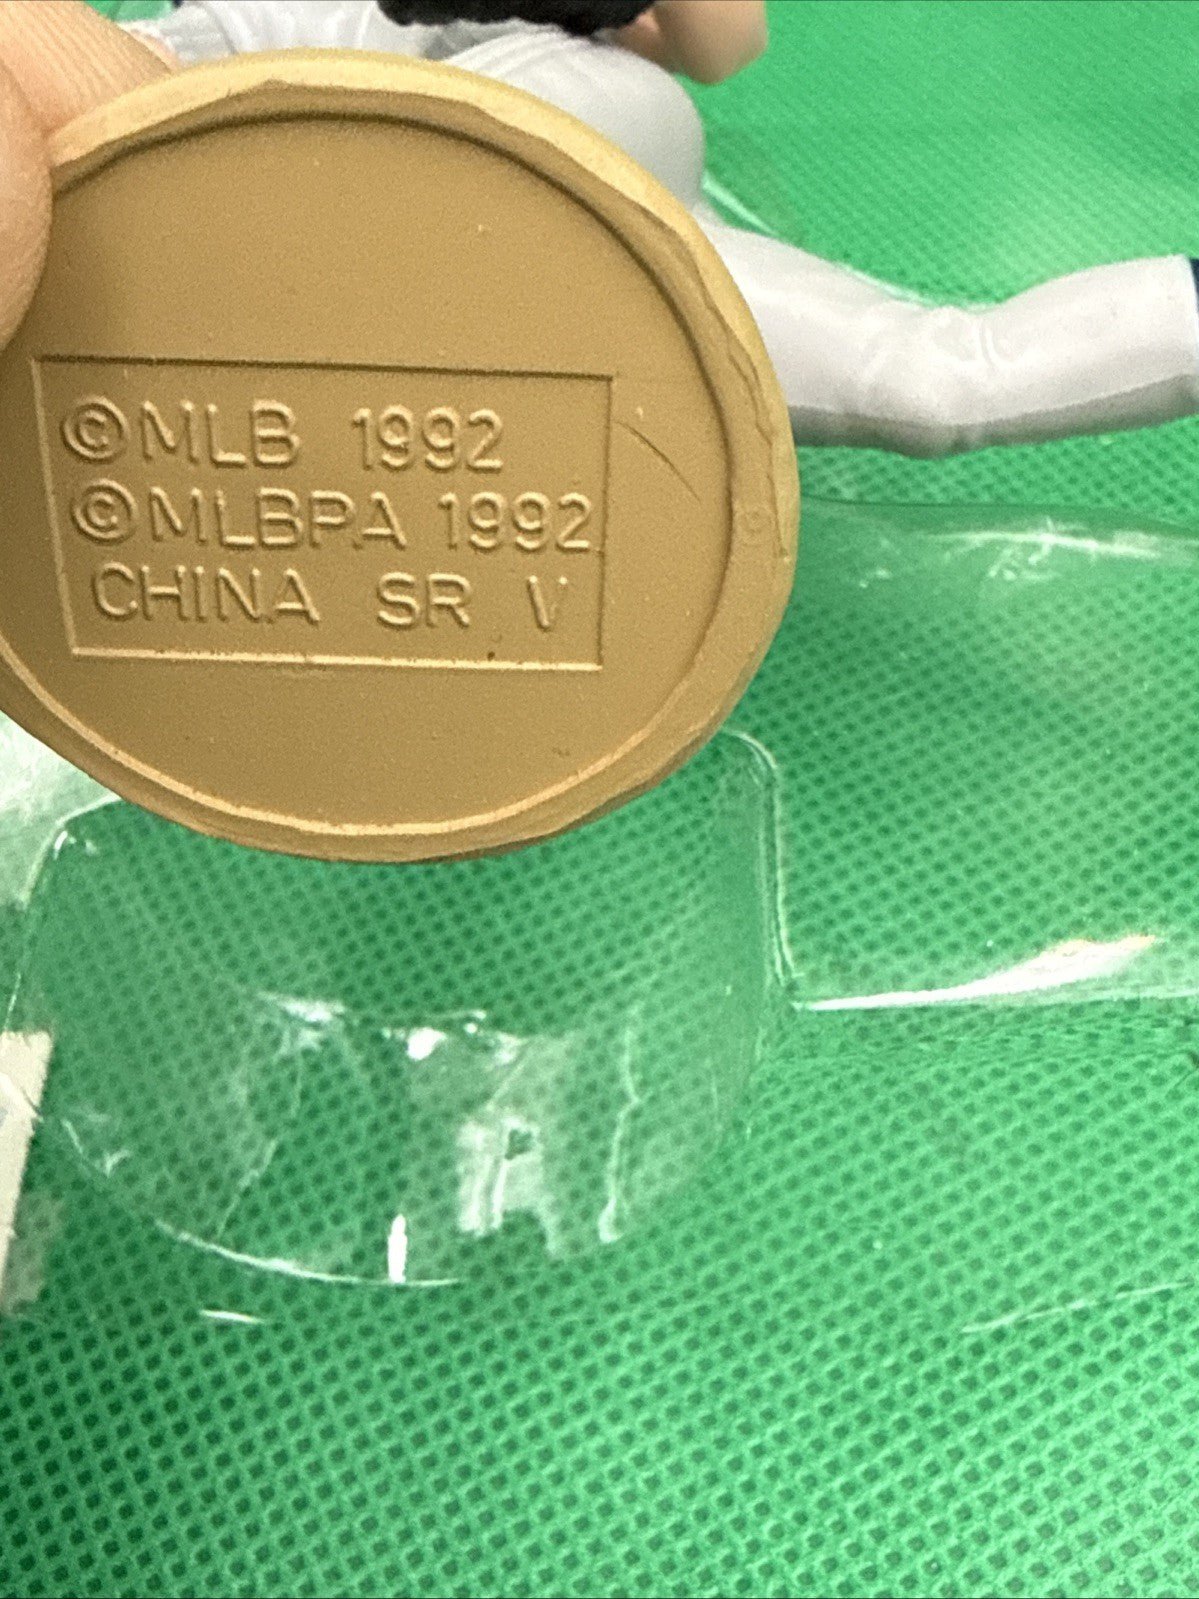 ©MLB 1992
©MLBPA 1992
CHINA SR V